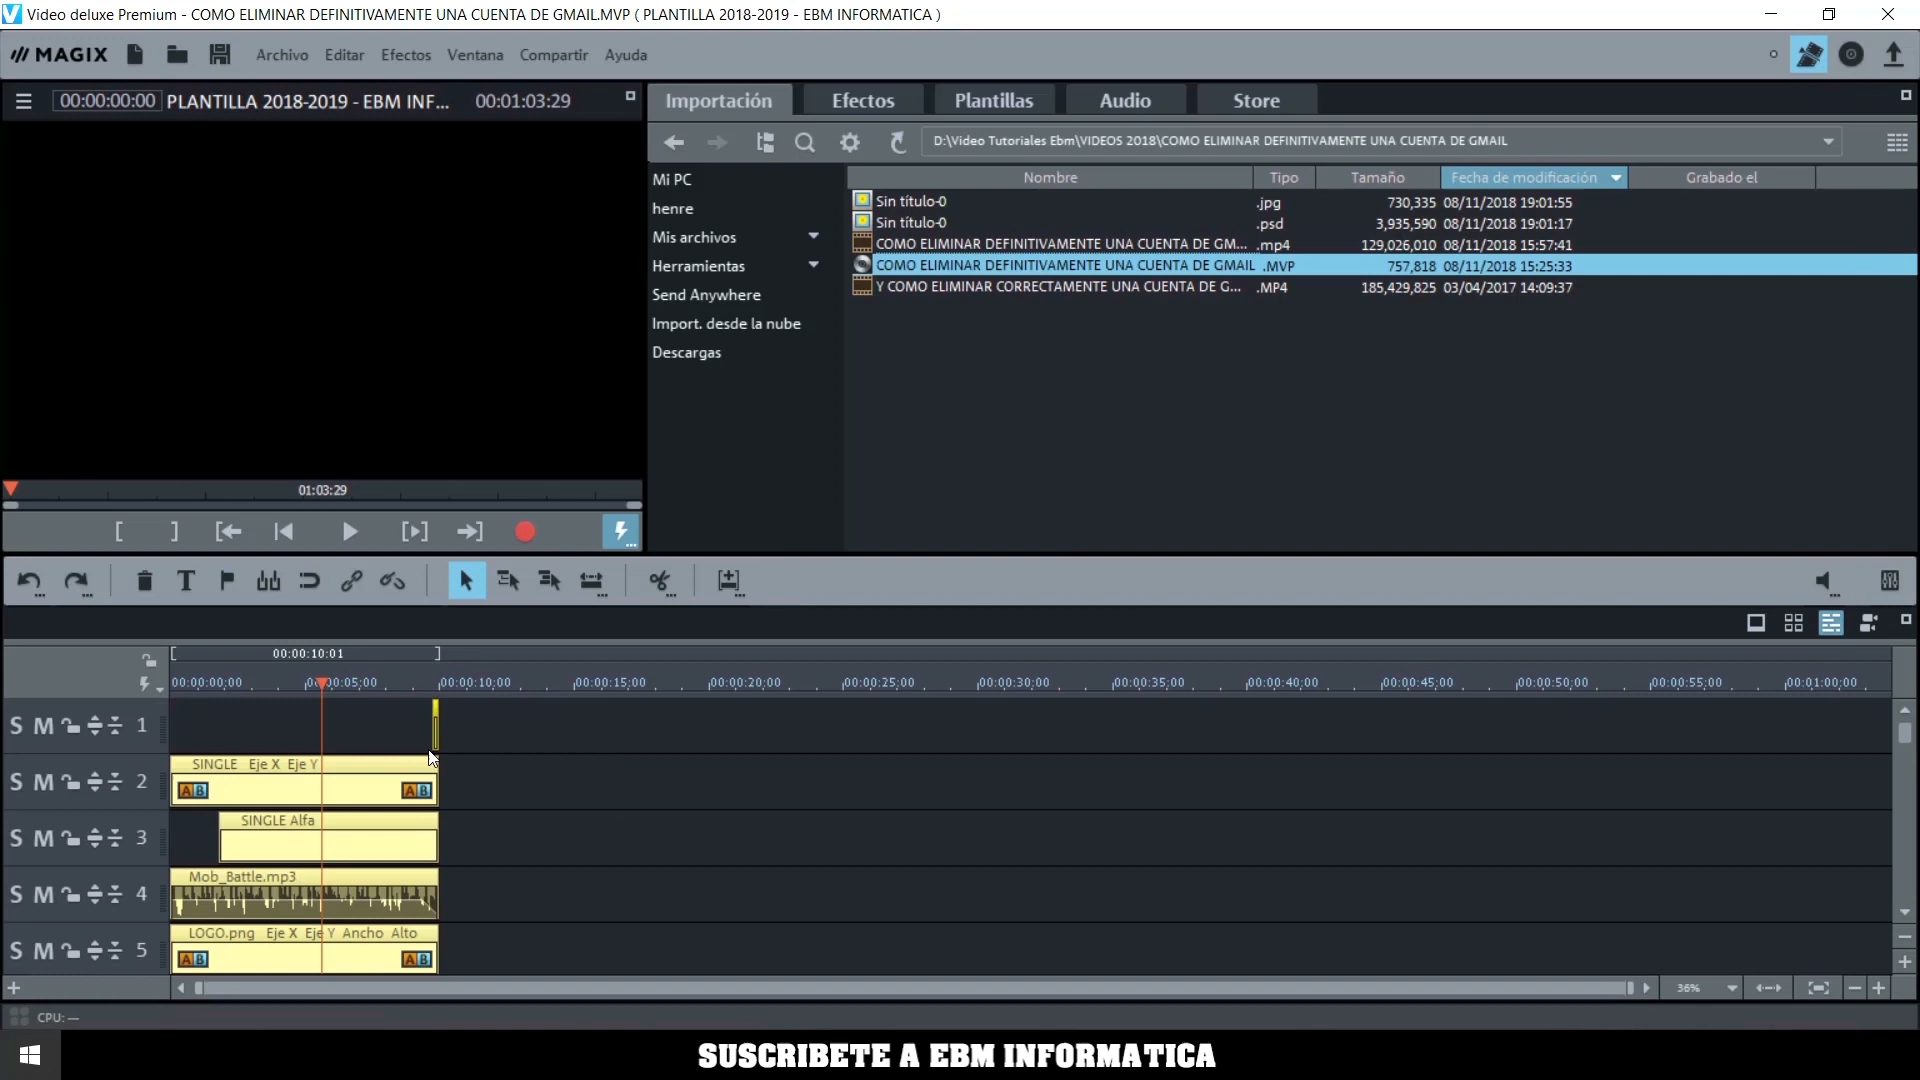 Video deluxe Premium - COMO ELIMINAR DEFINITIVAMENTE UNA CUENTA DE GMAIL.MVP ( PLANTILLA 2018-2019 - EBM INFORMATICA )
MAGIX Archivo Editar Efectos Ventana Compartir Ayuda
00:00:00:00 PLANTILLA 2018-2019 - EBM INF... 00:01:03:29
Importación Efectos Plantillas Audio Store
D:\Video Tutoriales Ebm\VIDEOS 2018\COMO ELIMINAR DEFINITIVAMENTE UNA CUENTA DE GMAIL
Mi PC
henre
Mis archivos
Herramientas
Send Anywhere
Import. desde la nube
Descargas
Nombre Tipo Tamaño Fecha de modificación Grabado el
Sin título-0 .jpg 730,335 08/11/2018 19:01:55
Sin título-0 .psd 3,935,590 08/11/2018 19:01:17
COMO ELIMINAR DEFINITIVAMENTE UNA CUENTA DE GM... .mp4 129,026,010 08/11/2018 15:57:41
COMO ELIMINAR DEFINITIVAMENTE UNA CUENTA DE GMAIL .MVP 757,818 08/11/2018 15:25:33
Y COMO ELIMINAR CORRECTAMENTE UNA CUENTA DE G... .MP4 185,429,825 03/04/2017 14:09:37
01:03:29
00:00:10:01
00:00:00;00 00:00:05;00 00:00:10;00 00:00:15;00 00:00:20;00 00:00:25;00 00:00:30;00 00:00:35;00 00:00:40;00 00:00:45;00 00:00:50;00 00:00:55;00 00:01:00;00
S M 1
S M 2 SINGLE Eje X Eje Y
A B A B
S M 3 SINGLE Alfa
S M 4 Mob_Battle.mp3
S M 5 LOGO.png Eje X Eje Y Ancho Alto
A B A B
36%
CPU: —
SUSCRIBETE A EBM INFORMATICA